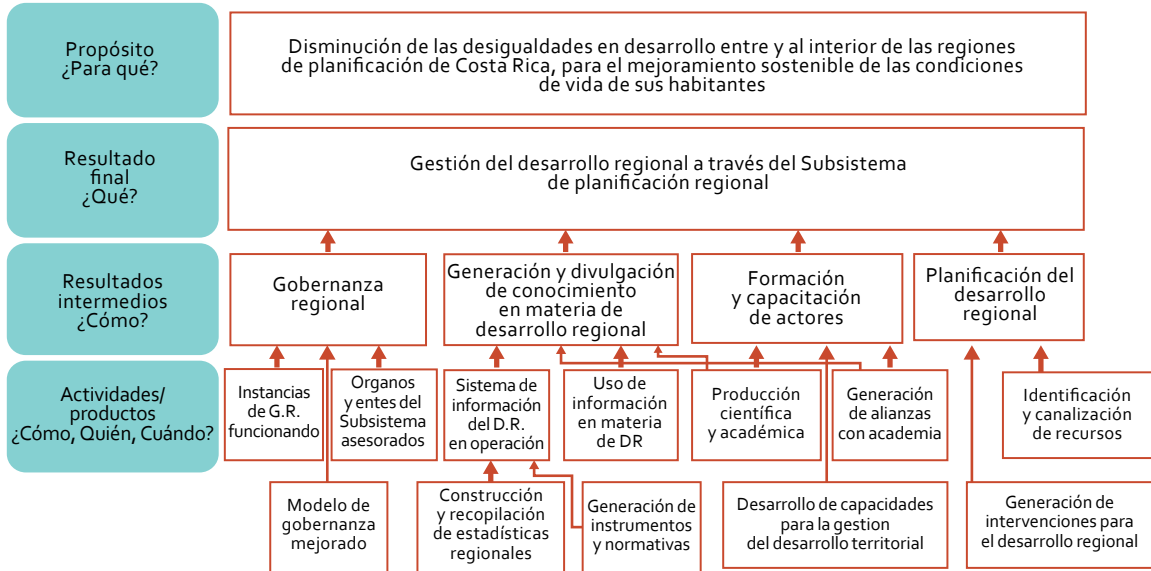 Propósito
¿Para qué?
Disminución de las desigualdades en desarrollo entre y al interior de las regiones
de planificación de Costa Rica, para el mejoramiento sostenible de las condiciones
de vida de sus habitantes
Resultado
final
¿Qué?
Gestión del desarrollo regional a través del Subsistema
de planificación regional
Resultados
intermedios
¿Cómo?
Gobernanza
regional
Generación y divulgación
de conocimiento
en materia de
desarrollo regional
Formación
y capacitación
de actores
Planificación del
desarrollo
regional
Actividades/
productos
¿Cómo, Quién, Cuándo?
Instancias
de G.R.
funcionando
Organos
y entes del
Subsistema
asesorados
Sistema de
información
del D.R.
en operación
Uso de
información
en materia
de DR
Producción
científica
y académica
Generación
de alianzas
con academia
Identificación
y canalización
de recursos
Modelo de
gobernanza
mejorado
Construcción
y recopilación
de estadísticas
regionales
Generación de
instrumentos
y normativas
Desarrollo de capacidades
para la gestion
del desarrollo territorial
Generación de
intervenciones para
el desarrollo regional